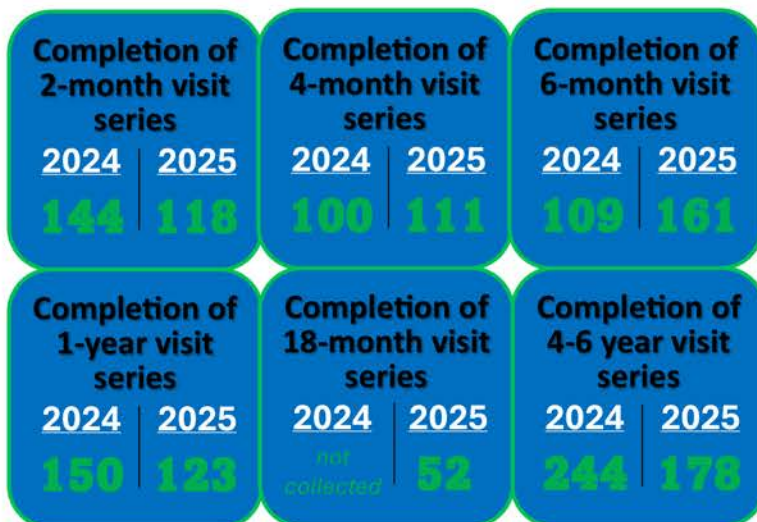 Completion of
2-month visit
series
2024 2025
144 118
Completion of
4-month visit
series
2024 2025
100 111
Completion of
6-month visit
series
2024 2025
109 161
Completion of
1-year visit
series
2024 2025
150 123
Completion of
18-month visit
series
2024 2025
not
collected 52
Completion of
4-6 year visit
series
2024 2025
244 178